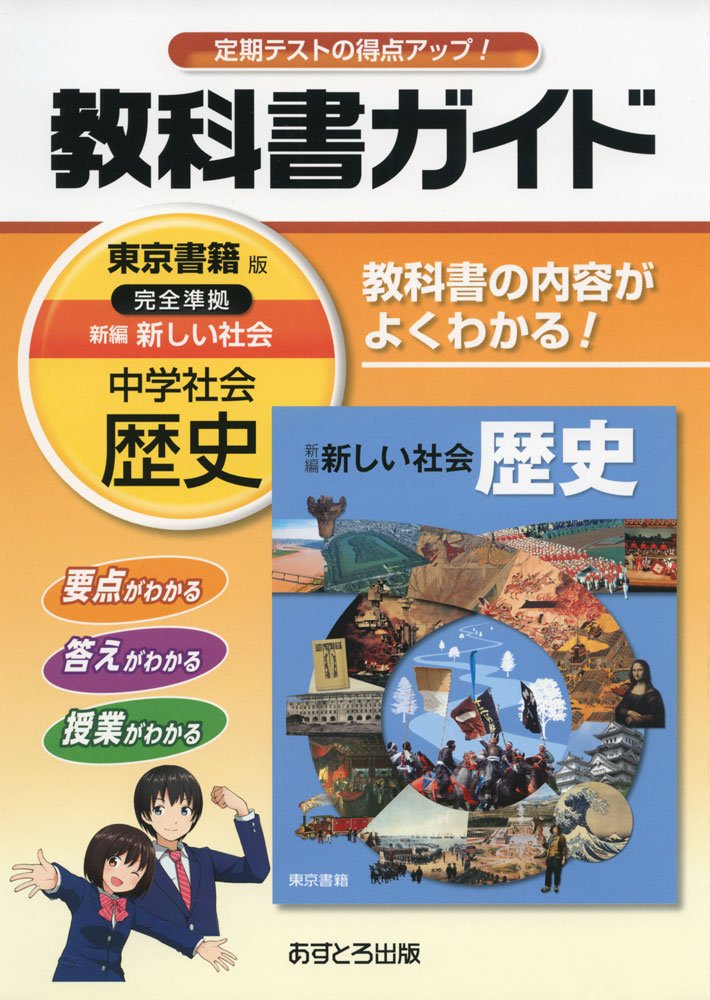 定期テストの得点アップ!
教科書ガイド
東京書籍 版
完全準拠
新編 新しい社会
中学社会
歴史
教科書の内容が
よくわかる!
新編 新しい社会 歴史
要点がわかる
答えがわかる
授業がわかる
東京書籍
あすとろ出版